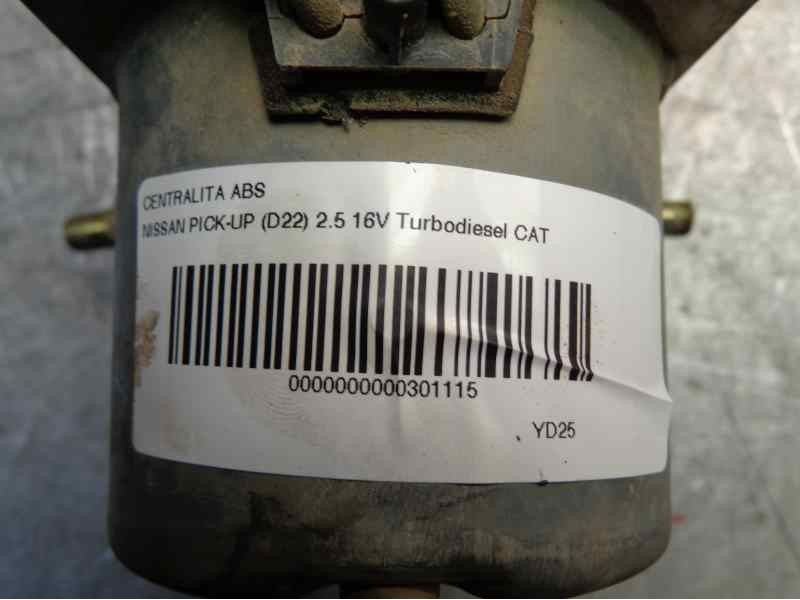 CENTRALITA ABS
NISSAN PICK-UP (D22) 2.5 16V Turbodiesel CAT
0000000000301115
YD25